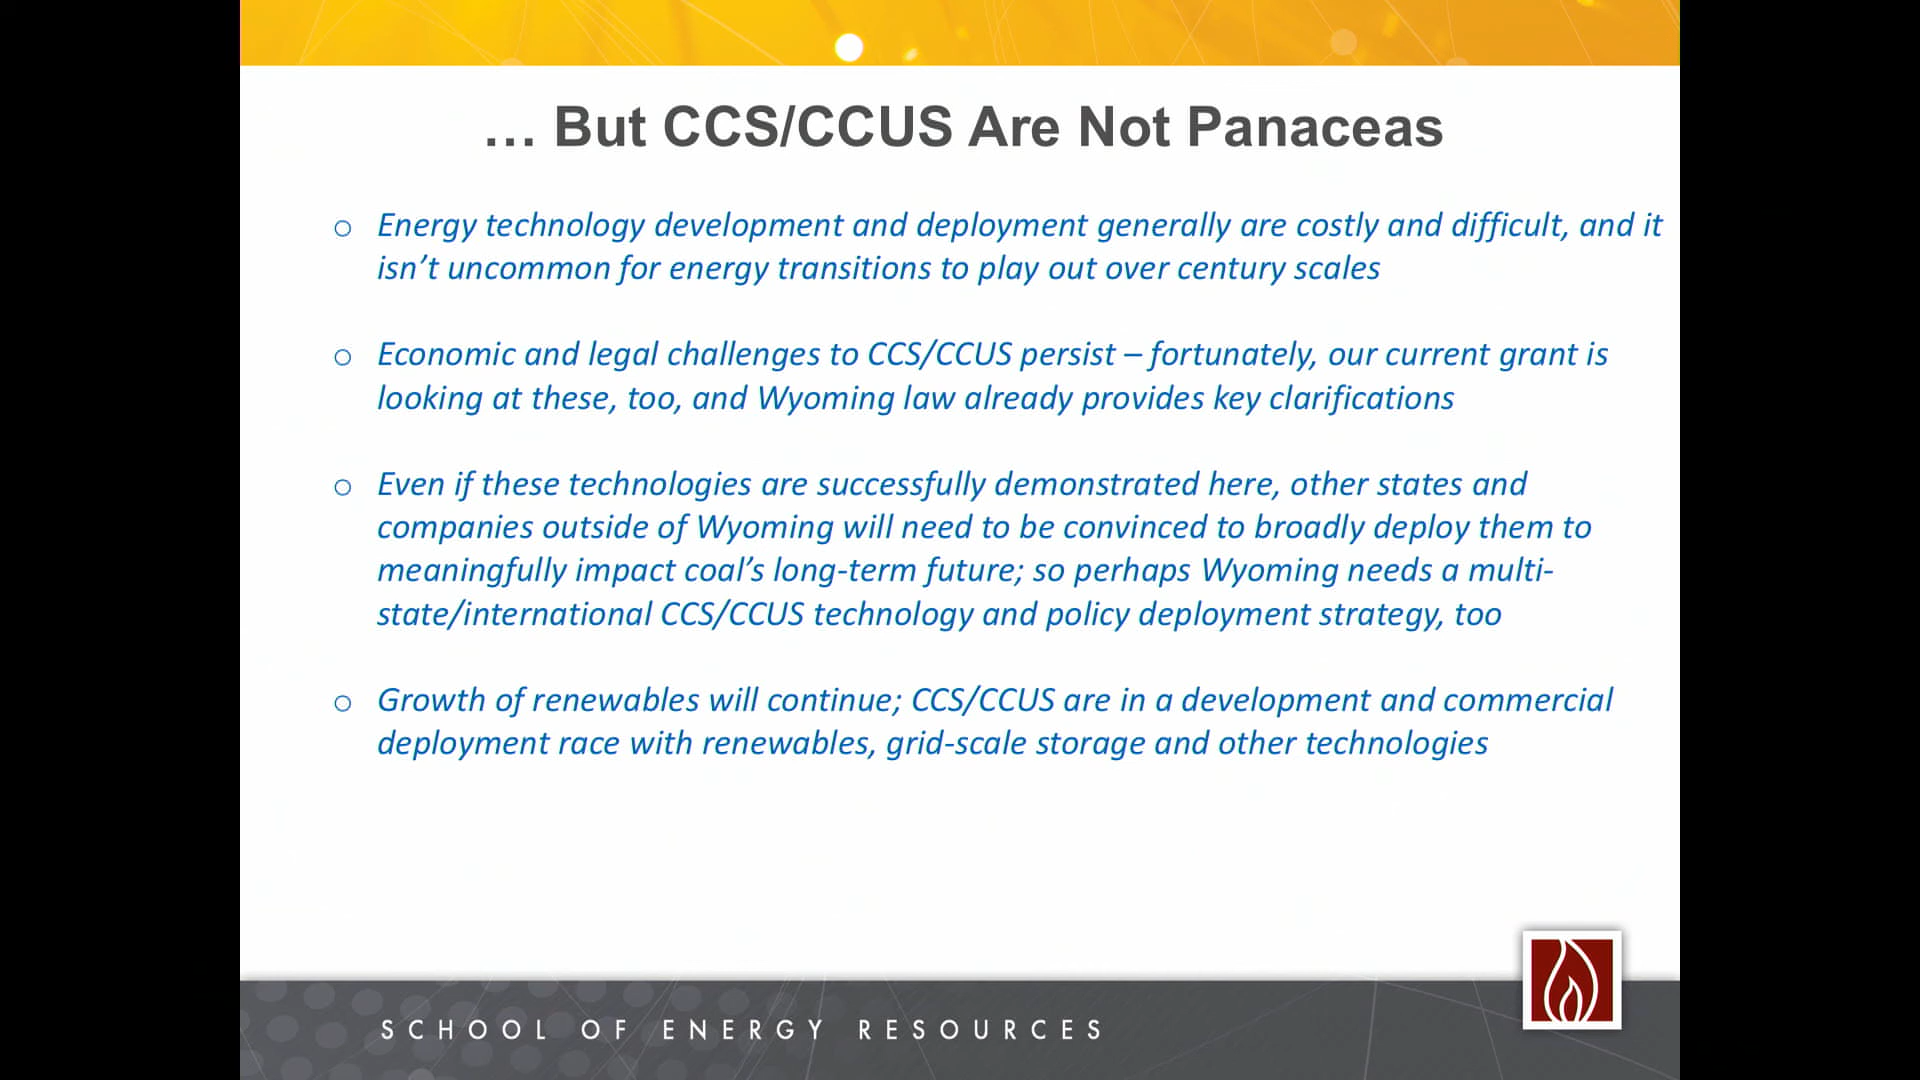 … But CCS/CCUS Are Not Panaceas
o Energy technology development and deployment generally are costly and difficult, and it
isn’t uncommon for energy transitions to play out over century scales
o Economic and legal challenges to CCS/CCUS persist – fortunately, our current grant is
looking at these, too, and Wyoming law already provides key clarifications
o Even if these technologies are successfully demonstrated here, other states and
companies outside of Wyoming will need to be convinced to broadly deploy them to
meaningfully impact coal’s long-term future; so perhaps Wyoming needs a multi-
state/international CCS/CCUS technology and policy deployment strategy, too
o Growth of renewables will continue; CCS/CCUS are in a development and commercial
deployment race with renewables, grid-scale storage and other technologies
SCHOOL OF ENERGY RESOURCES